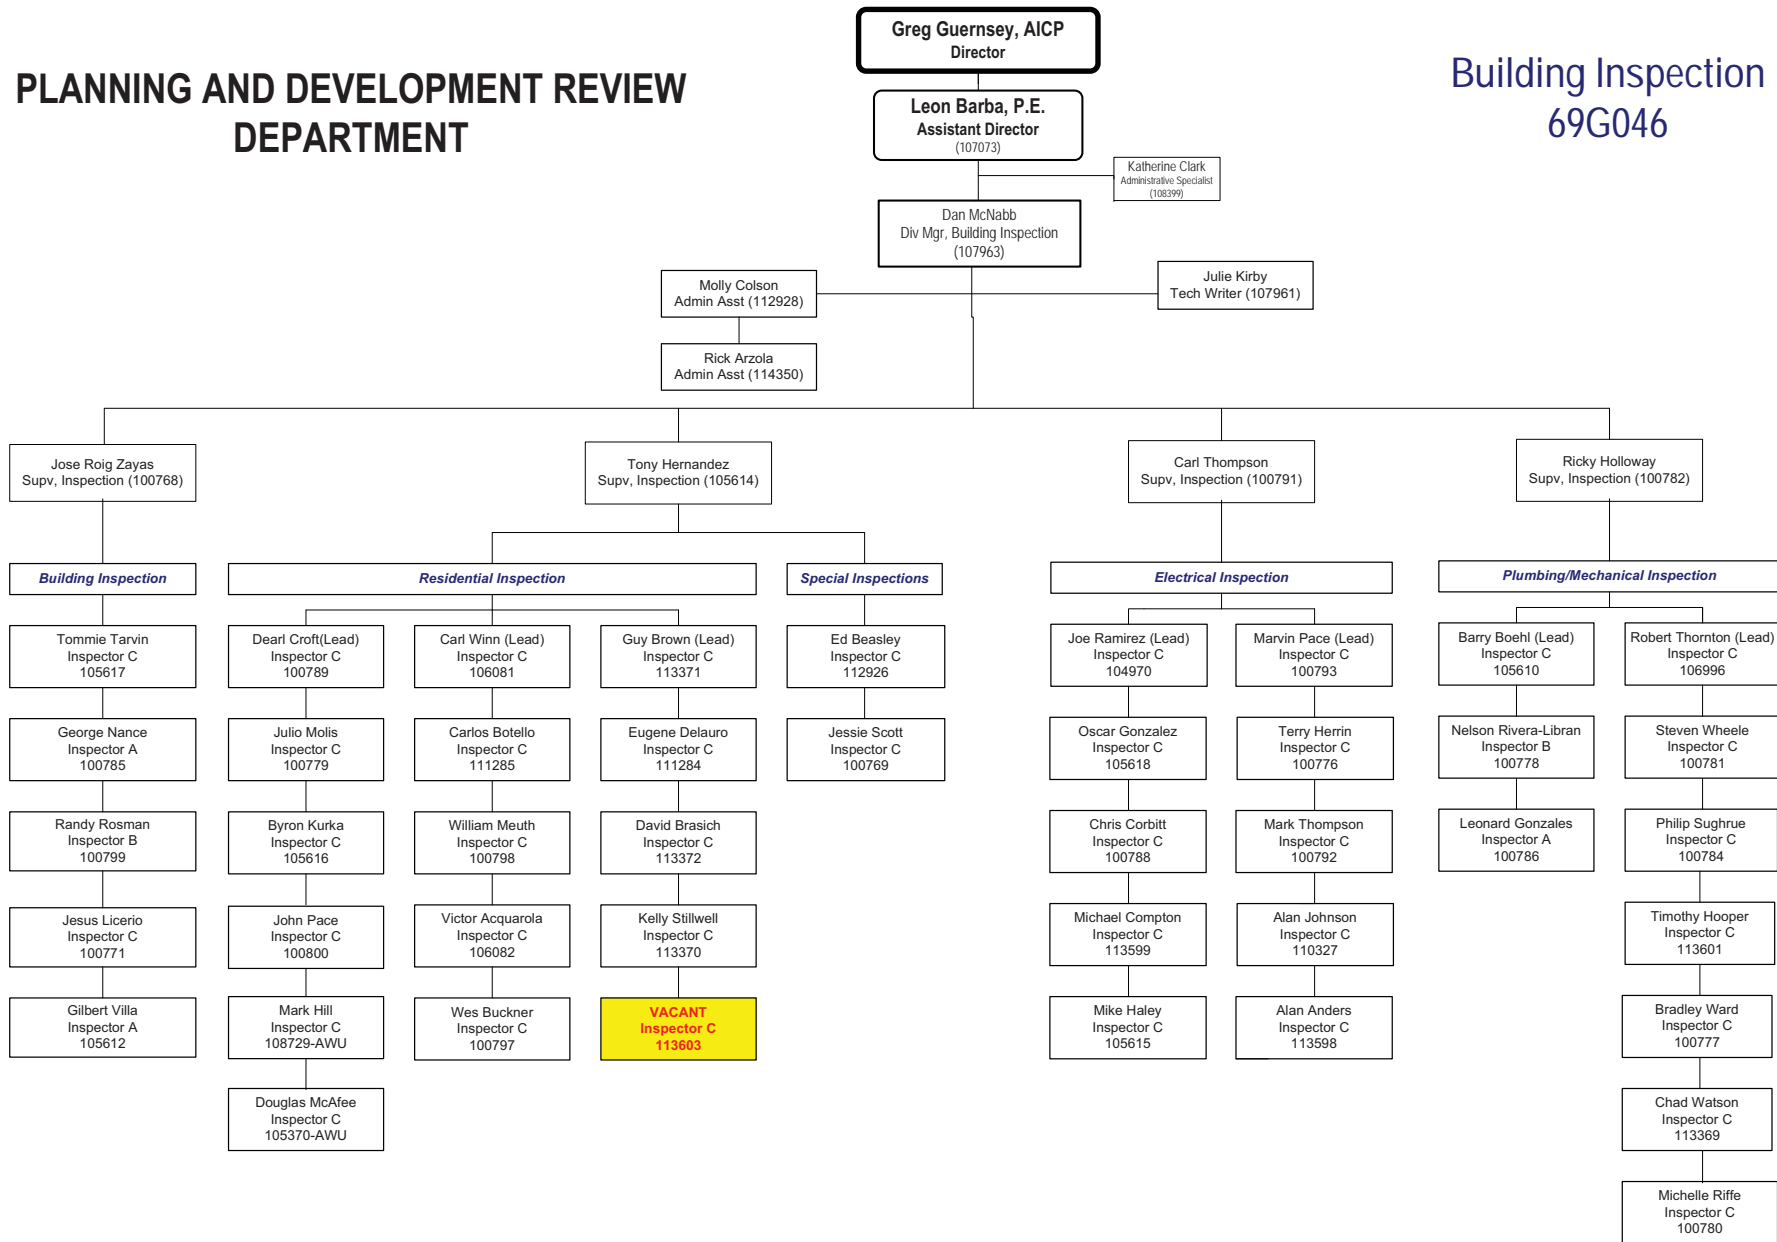 PLANNING AND DEVELOPMENT REVIEW
DEPARTMENT
Greg Guernsey, AICP
Director
Building Inspection
69G046
Leon Barba, P.E.
Assistant Director
(107073)
Katherine Clark
Administrative Specialist
(108399)
Dan McNabb
Div Mgr, Building Inspection
(107963)
Molly Colson
Admin Asst (112928)
Julie Kirby
Tech Writer (107961)
Rick Arzola
Admin Asst (114350)
Jose Roig Zayas
Supv, Inspection (100768)
Tony Hernandez
Supv, Inspection (105614)
Carl Thompson
Supv, Inspection (100791)
Ricky Holloway
Supv, Inspection (100782)
Building Inspection
Tommie Tarvin
Inspector C
105617
George Nance
Inspector A
100785
Randy Rosman
Inspector B
100799
Jesus Licerio
Inspector C
100771
Gilbert Villa
Inspector A
105612
Residential Inspection
Dearl Croft(Lead)
Inspector C
100789
Julio Molis
Inspector C
100779
Byron Kurka
Inspector C
105616
John Pace
Inspector C
100800
Mark Hill
Inspector C
108729-AWU
Douglas McAfee
Inspector C
105370-AWU
Carl Winn (Lead)
Inspector C
106081
Carlos Botello
Inspector C
111285
William Meuth
Inspector C
100798
Victor Acquarola
Inspector C
106082
Wes Buckner
Inspector C
100797
Guy Brown (Lead)
Inspector C
113371
Eugene Delauro
Inspector C
111284
David Brasich
Inspector C
113372
Kelly Stillwell
Inspector C
113370
VACANT
Inspector C
113603
Special Inspections
Ed Beasley
Inspector C
112926
Jessie Scott
Inspector C
100769
Electrical Inspection
Joe Ramirez (Lead)
Inspector C
104970
Oscar Gonzalez
Inspector C
105618
Chris Corbitt
Inspector C
100788
Michael Compton
Inspector C
113599
Mike Haley
Inspector C
105615
Marvin Pace (Lead)
Inspector C
100793
Terry Herrin
Inspector C
100776
Mark Thompson
Inspector C
100792
Alan Johnson
Inspector C
110327
Alan Anders
Inspector C
113598
Plumbing/Mechanical Inspection
Barry Boehl (Lead)
Inspector C
105610
Nelson Rivera-Libran
Inspector B
100778
Leonard Gonzales
Inspector A
100786
Robert Thornton (Lead)
Inspector C
106996
Steven Wheele
Inspector C
100781
Philip Sughrue
Inspector C
100784
Timothy Hooper
Inspector C
113601
Bradley Ward
Inspector C
100777
Chad Watson
Inspector C
113369
Michelle Riffe
Inspector C
100780